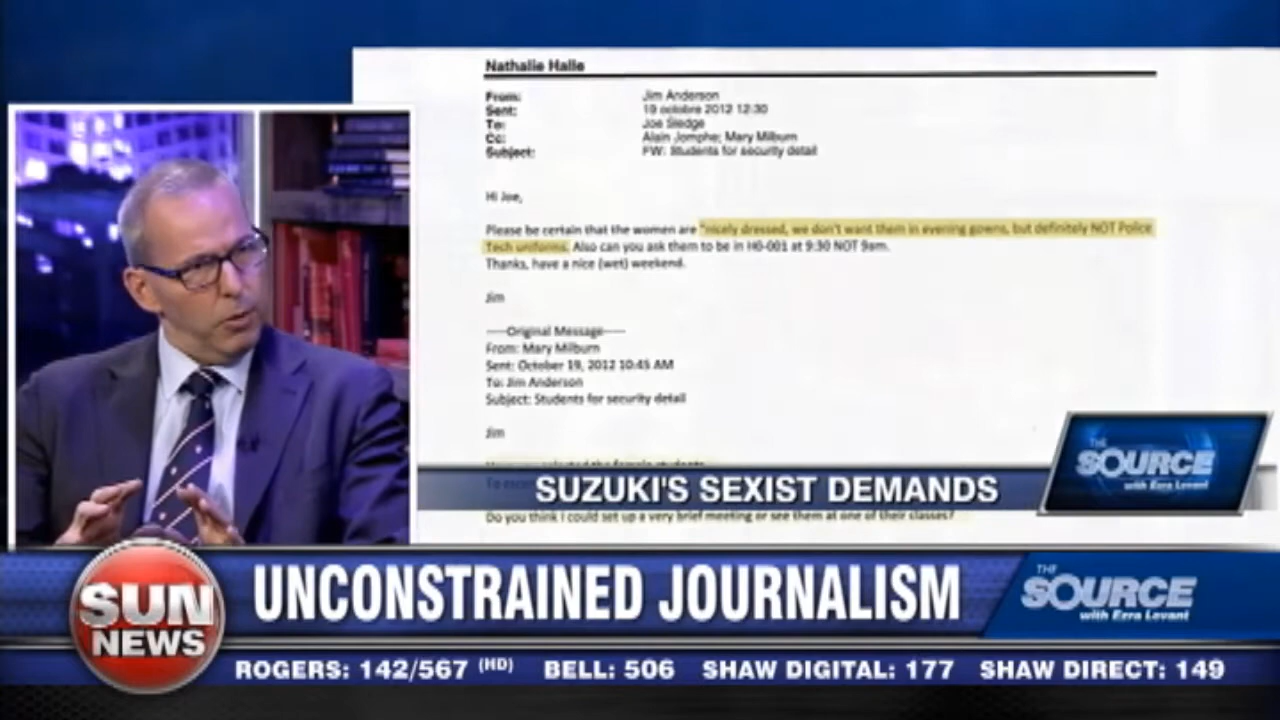 Nathalie Halle
From: Jim Anderson
Sent: 19 octobre 2012 12:30
To: Joe Sledge
Cc: Alain Jomphe; Mary Milburn
Subject: FW: Students for security detail
Hi Joe,
Please be certain that the women are "nicely dressed, we don't want them in evening gowns, but definitely NOT Police
Tech uniforms. Also can you ask them to be in HG-001 at 9:30 NOT 9am.
Thanks, have a nice (wet) weekend.
Jim
-----Original Message-----
From: Mary Milburn
Sent: October 19, 2012 10:45 AM
To: Jim Anderson
Subject: Students for security detail
Jim
the female students
SUZUKI'S SEXIST DEMANDS
THE
SOURCE
with Ezra Levant
Do you think I could set up a very brief meeting or see them at one of their classes?
SUN
NEWS
UNCONSTRAINED JOURNALISM
THE
SOURCE
with Ezra Levant
ROGERS: 142/567 (HD) BELL: 506 SHAW DIGITAL: 177 SHAW DIRECT: 149